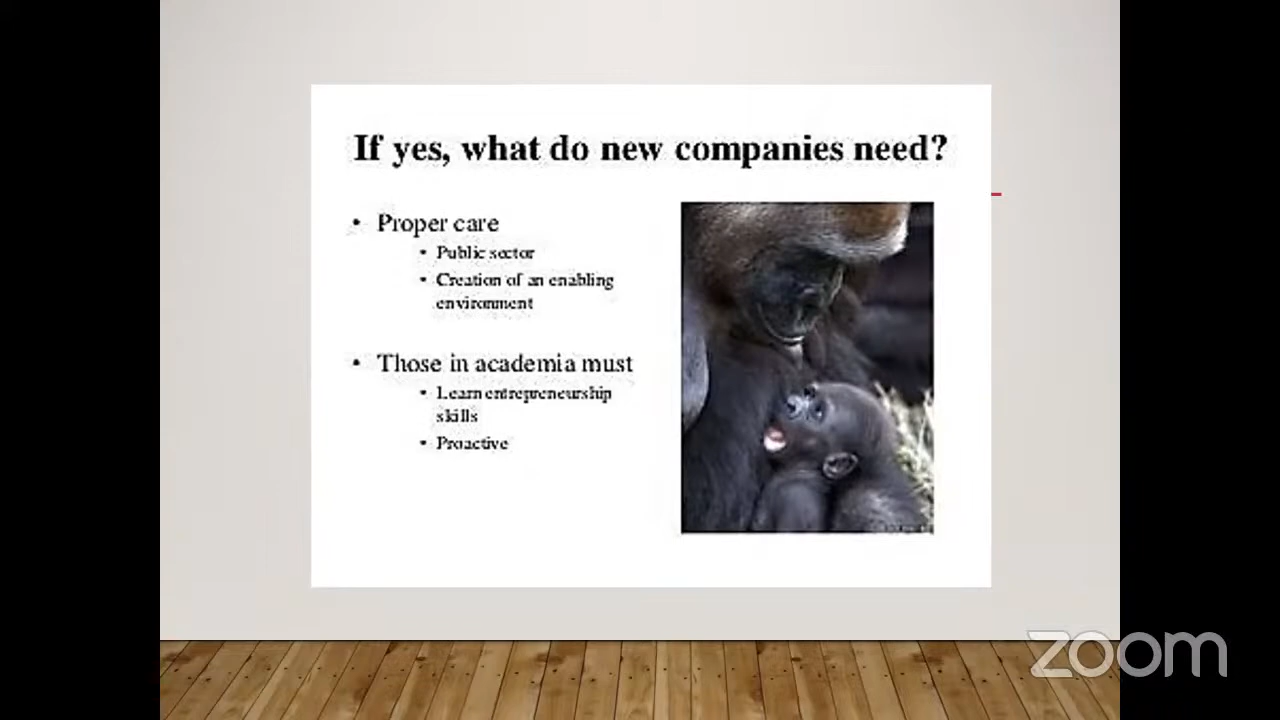 If yes, what do new companies need?
• Proper care
• Public sector
• Creation of an enabling
environment
• Those in academia must
• Learn entrepreneurship
skills
• Proactive
zoom